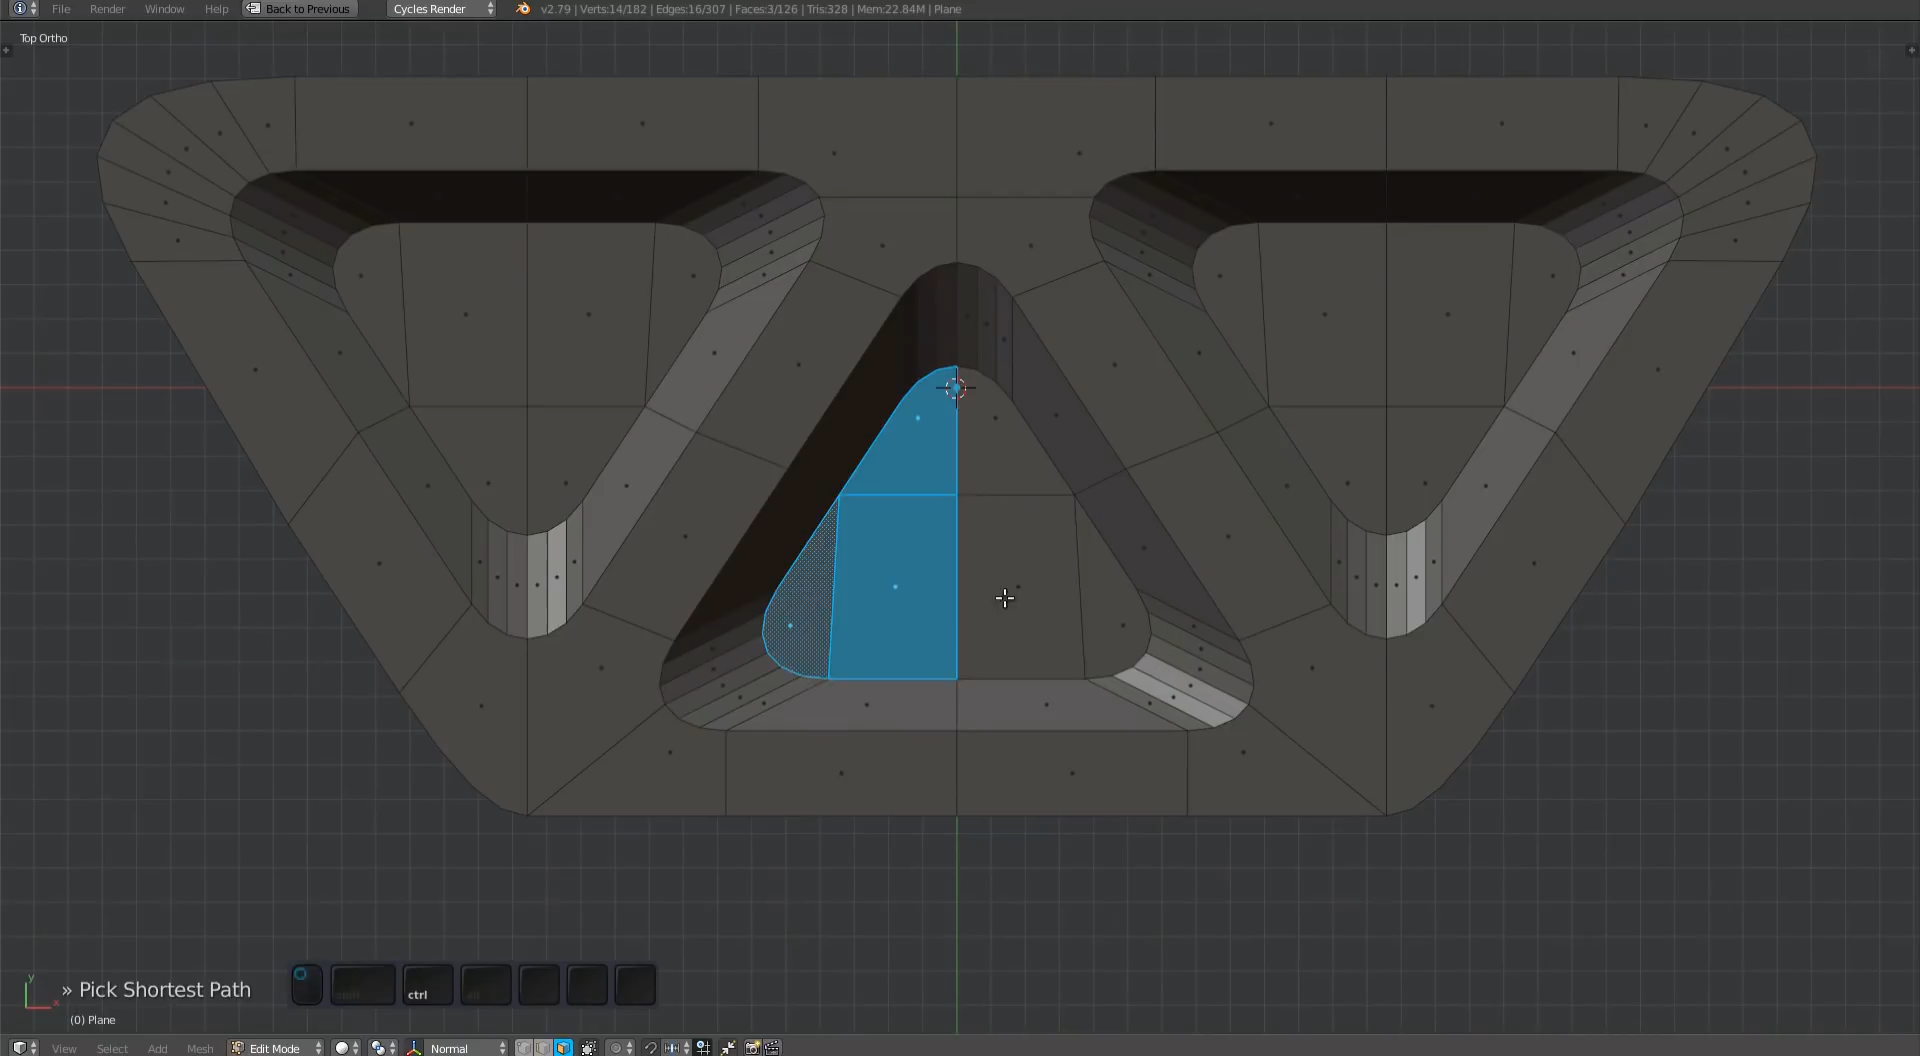 File Render Window Help Back to Previous Cycles Render v2.79 | Verts:14/182 | Edges:16/307 | Faces:3/126 | Tris:328 | Mem:22.84M | Plane
Top Ortho
ctrl
» Pick Shortest Path
y
x
(0) Plane
View Select Add Mesh Edit Mode Normal